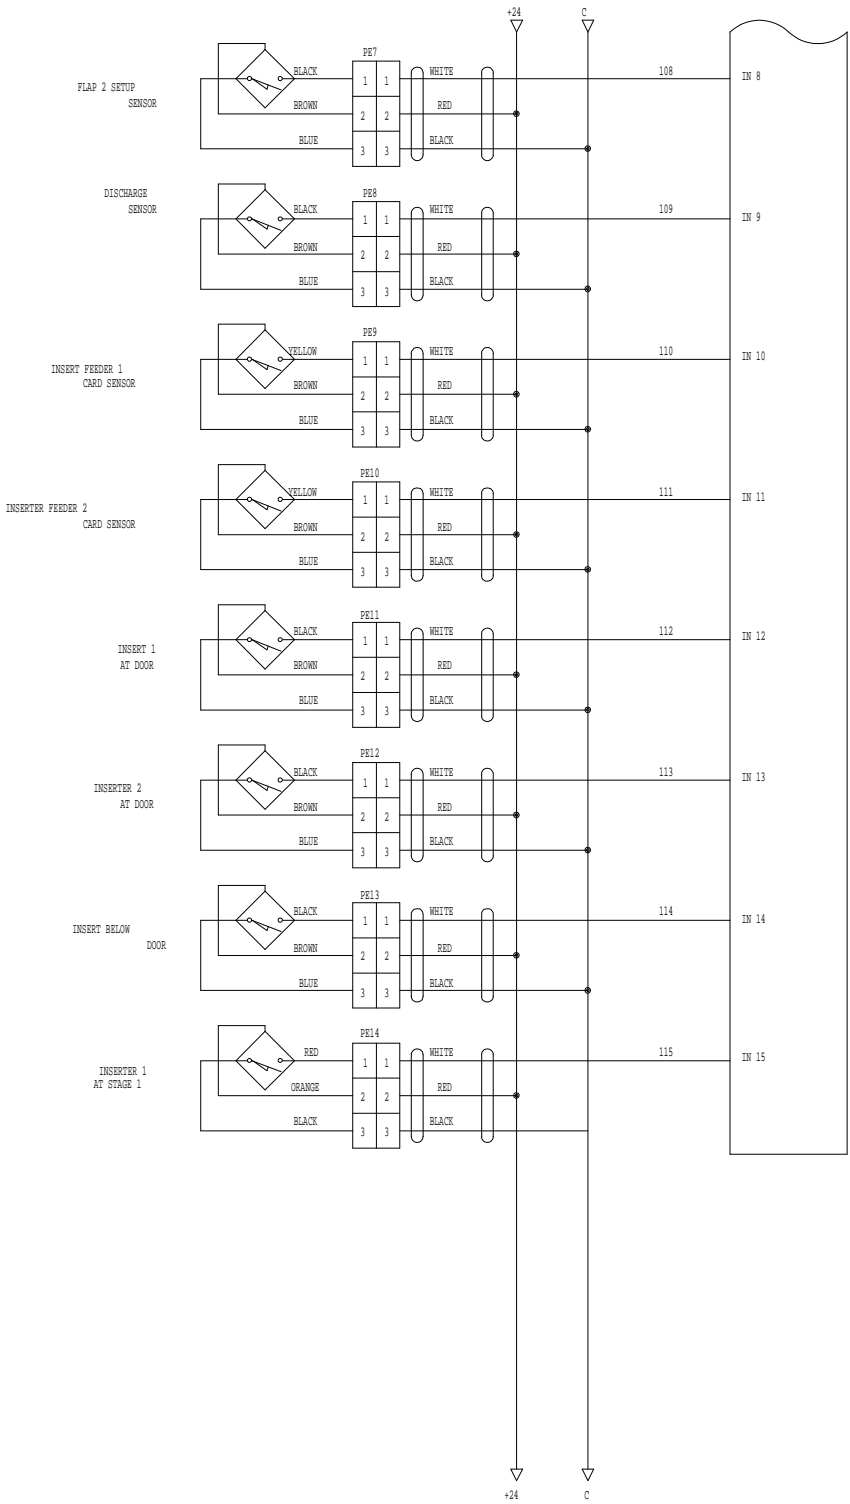 +24 C
PE7
BLACK WHITE 108 IN 8
FLAP 2 SETUP
SENSOR
1 1
BROWN RED
2 2
BLUE BLACK
3 3
PE8
DISCHARGE
SENSOR
BLACK WHITE 109 IN 9
1 1
BROWN RED
2 2
BLUE BLACK
3 3
PE9
YELLOW WHITE 110 IN 10
1 1
INSERT FEEDER 1
CARD SENSOR
BROWN RED
2 2
BLUE BLACK
3 3
PE10
YELLOW WHITE 111 IN 11
1 1
INSERTER FEEDER 2
CARD SENSOR
BROWN RED
2 2
BLUE BLACK
3 3
PE11
BLACK WHITE 112 IN 12
1 1
INSERT 1
AT DOOR
BROWN RED
2 2
BLUE BLACK
3 3
PE12
BLACK WHITE 113 IN 13
1 1
INSERTER 2
AT DOOR
BROWN RED
2 2
BLUE BLACK
3 3
PE13
BLACK WHITE 114 IN 14
1 1
INSERT BELOW
DOOR
BROWN RED
2 2
BLUE BLACK
3 3
PE14
RED WHITE 115 IN 15
1 1
INSERTER 1
AT STAGE 1
ORANGE RED
2 2
BLACK BLACK
3 3
+24 C